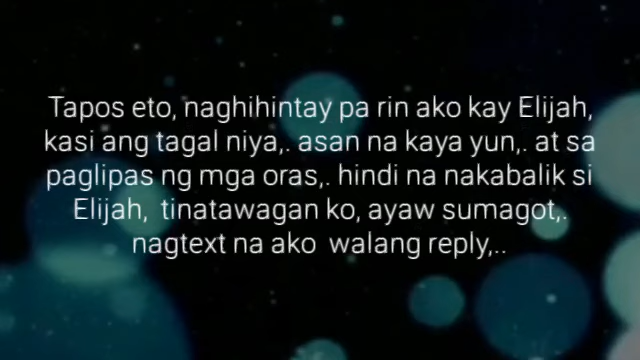 Tapos eto, naghihintay pa rin ako kay Elijah,
kasi ang tagal niya,. asan na kaya yun,. at sa
paglipas ng mga oras,. hindi na nakabalik si
Elijah,  tinatawagan ko, ayaw sumagot,.
nagtext na ako  walang reply,..